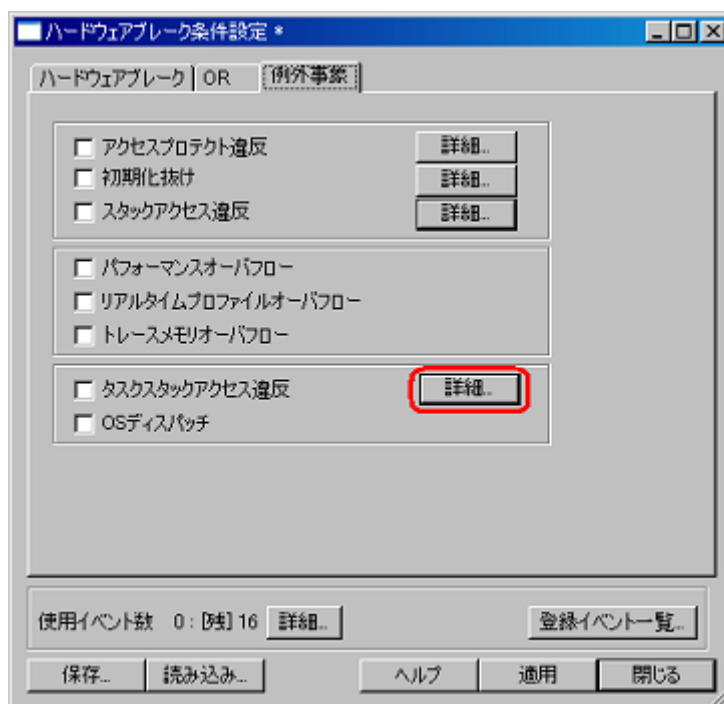 ハードウェアブレーク条件設定 *
ハードウェアブレーク OR 例外事象
アクセスプロテクト違反 詳細...
初期化抜け 詳細...
スタックアクセス違反 詳細...
パフォーマンスオーバフロー
リアルタイムプロファイルオーバフロー
トレースメモリオーバフロー
タスクスタックアクセス違反 詳細...
OSディスパッチ
使用イベント数 0 : [残] 16 詳細... 登録イベント一覧...
保存... 読み込み... ヘルプ 適用 閉じる